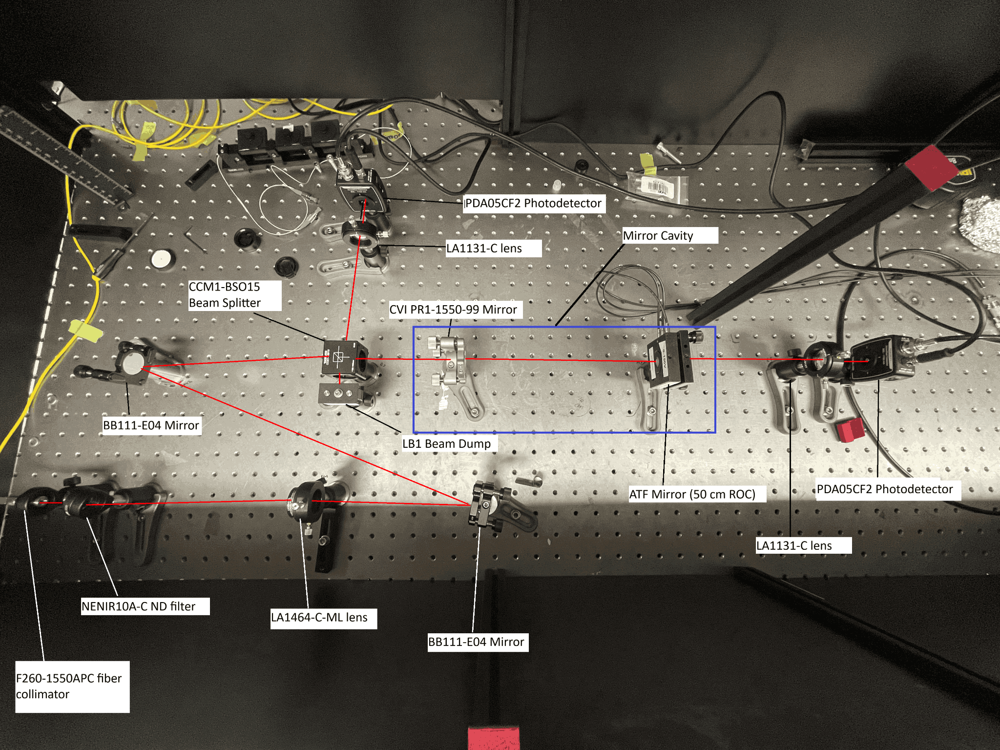 PDA05CF2 Photodetector
Mirror Cavity
LA1131-C lens
CCM1-BSO15
Beam Splitter
CVI PR1-1550-99 Mirror
BB111-E04 Mirror
LB1 Beam Dump
PDA05CF2 Photodetector
ATF Mirror (50 cm ROC)
LA1131-C lens
NENIR10A-C ND filter
LA1464-C-ML lens
BB111-E04 Mirror
F260-1550APC fiber
collimator